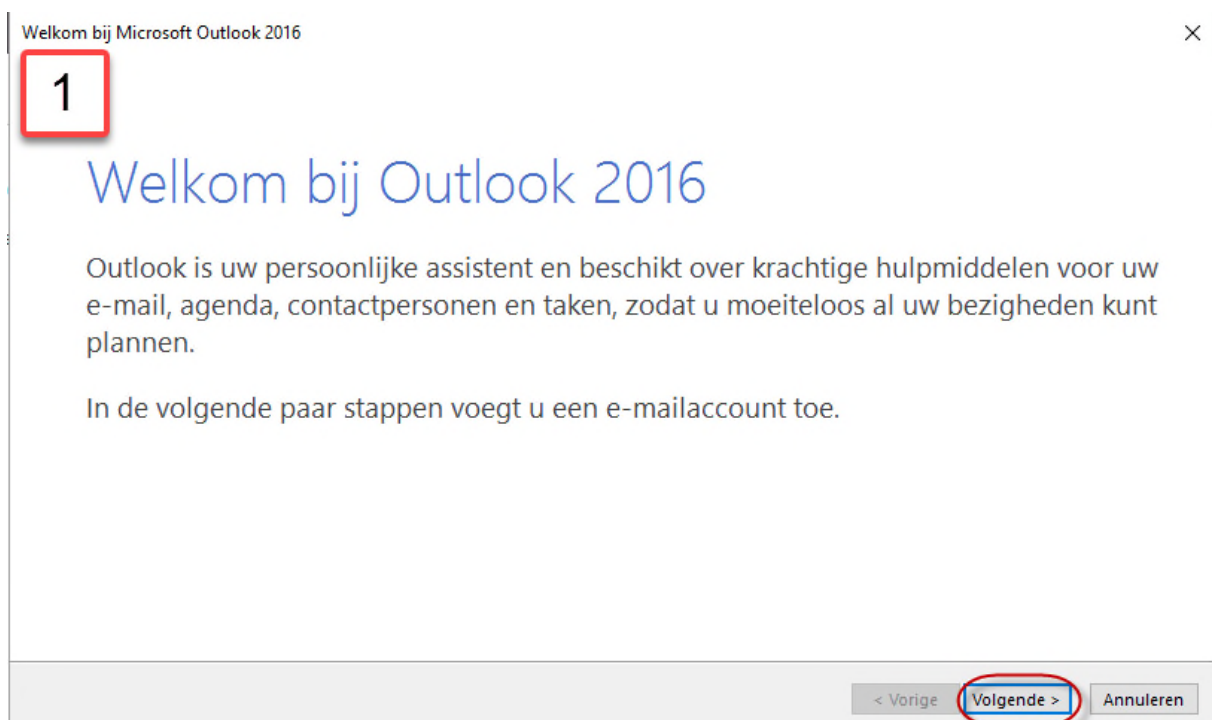 Welkom bij Microsoft Outlook 2016
1
Welkom bij Outlook 2016
Outlook is uw persoonlijke assistent en beschikt over krachtige hulpmiddelen voor uw
e-mail, agenda, contactpersonen en taken, zodat u moeiteloos al uw bezigheden kunt
plannen.
In de volgende paar stappen voegt u een e-mailaccount toe.
< Vorige Volgende > Annuleren